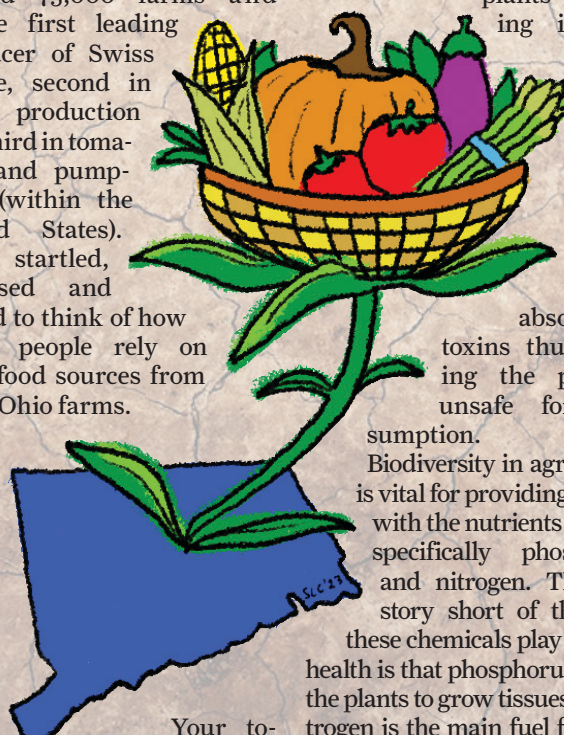 farms and
e first leading
cer of Swiss
e, second in
production
hird in toma-
and pump-
(within the
d States).
startled,
sed and
d to think of how
people rely on
food sources from
Ohio farms.
Your to-
plants
ing i
abso
toxins thu
ing the p
unsafe fo
sumption.
Biodiversity in agr
is vital for providing
with the nutrients
specifically phos
and nitrogen. T
story short of th
these chemicals play
health is that phosphoru
the plants to grow tissues
trogen is the main fuel f
SLC'23